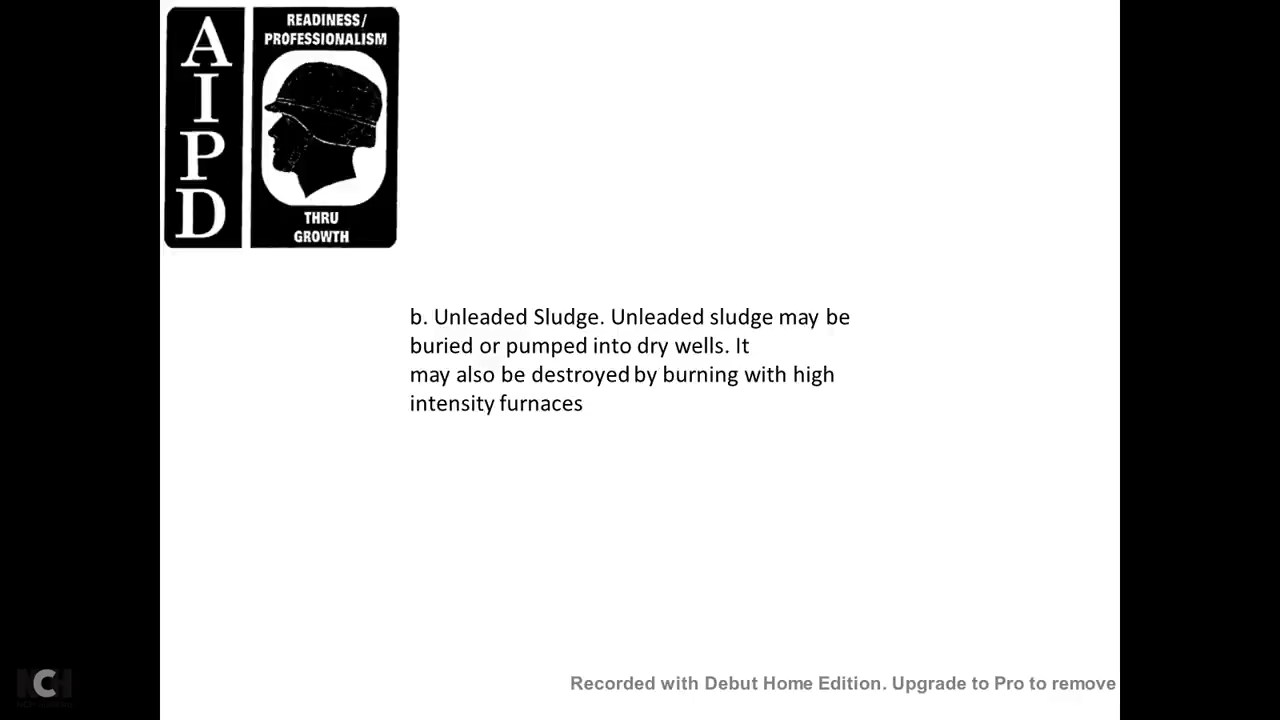 A
I
P
D
READINESS/
PROFESSIONALISM
THRU
GROWTH
b. Unleaded Sludge. Unleaded sludge may be
buried or pumped into dry wells. It
may also be destroyed by burning with high
intensity furnaces
Recorded with Debut Home Edition. Upgrade to Pro to remove
NCH